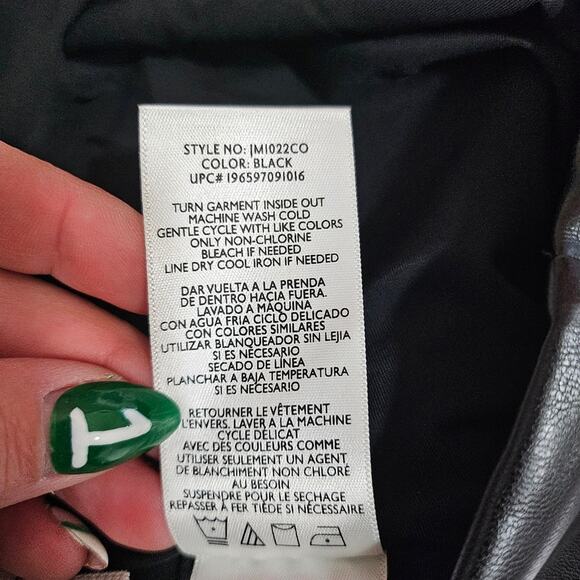 STYLE NO: JM1022CO
COLOR: BLACK
UPC# 196597091016
TURN GARMENT INSIDE OUT
MACHINE WASH COLD
GENTLE CYCLE WITH LIKE COLORS
ONLY NON-CHLORINE
BLEACH IF NEEDED
LINE DRY COOL IRON IF NEEDED
DAR VUELTA A LA PRENDA
DE DENTRO HACIA FUERA.
LAVADO A MÁQUINA
CON AGUA FRIA CICLO DELICADO
CON COLORES SIMILARES
UTILIZAR BLANQUEADOR SIN LEJIA
SI ES NECESARIO
SECADO DE LÍNEA
PLANCHAR A BAJA TEMPERATURA
SI ES NECESARIO
RETOURNER LE VÊTEMENT
L'ENVERS, LAVER A LA MACHINE
CYCLE DÉLICAT
AVEC DES COULEURS COMME
UTILISER SEULEMENT UN AGENT
DE BLANCHIMENT NON CHLORÉ
AU BESOIN
SUSPENDRE POUR LE SECHAGE
REPASSER À FER TIÈDE SI NÉCESSAIRE
1